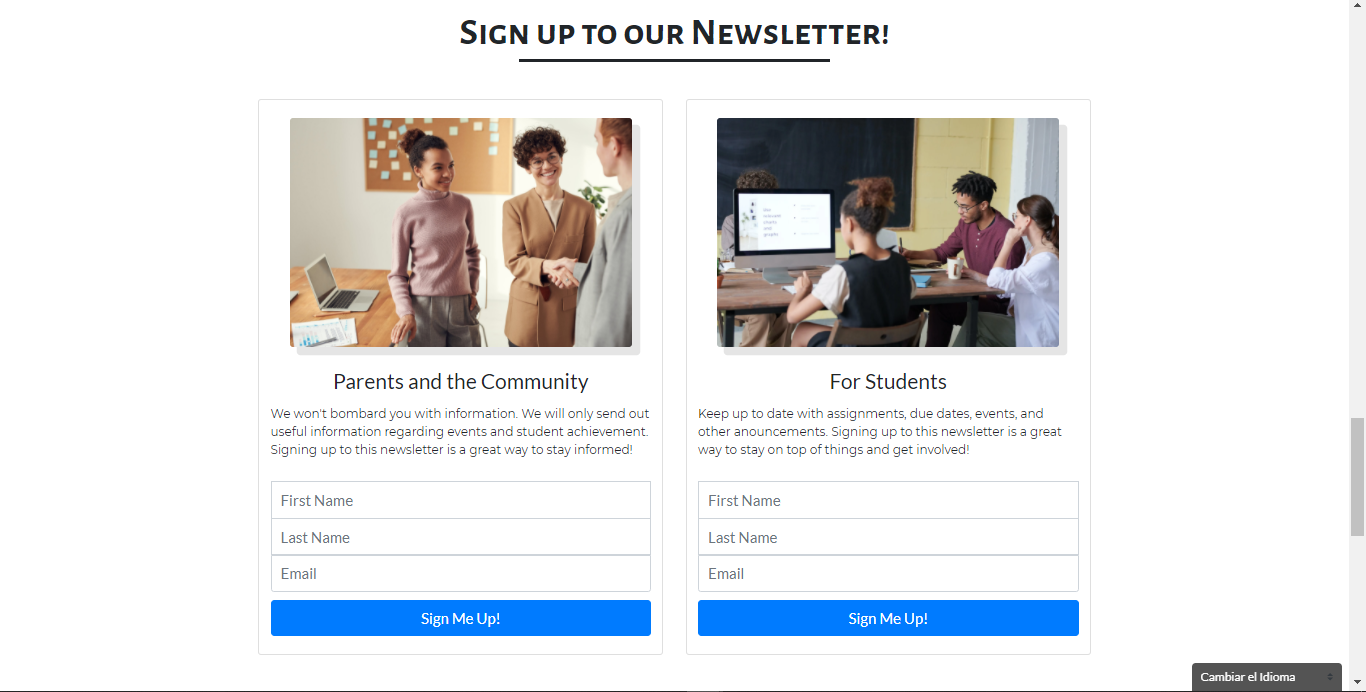 Sign up to our Newsletter!
Parents and the Community
We won't bombard you with information. We will only send out
useful information regarding events and student achievement.
Signing up to this newsletter is a great way to stay informed!
First Name
Last Name
Email
Sign Me Up!
For Students
Keep up to date with assignments, due dates, events, and
other anouncements. Signing up to this newsletter is a great
way to stay on top of things and get involved!
First Name
Last Name
Email
Sign Me Up!
Cambiar el Idioma